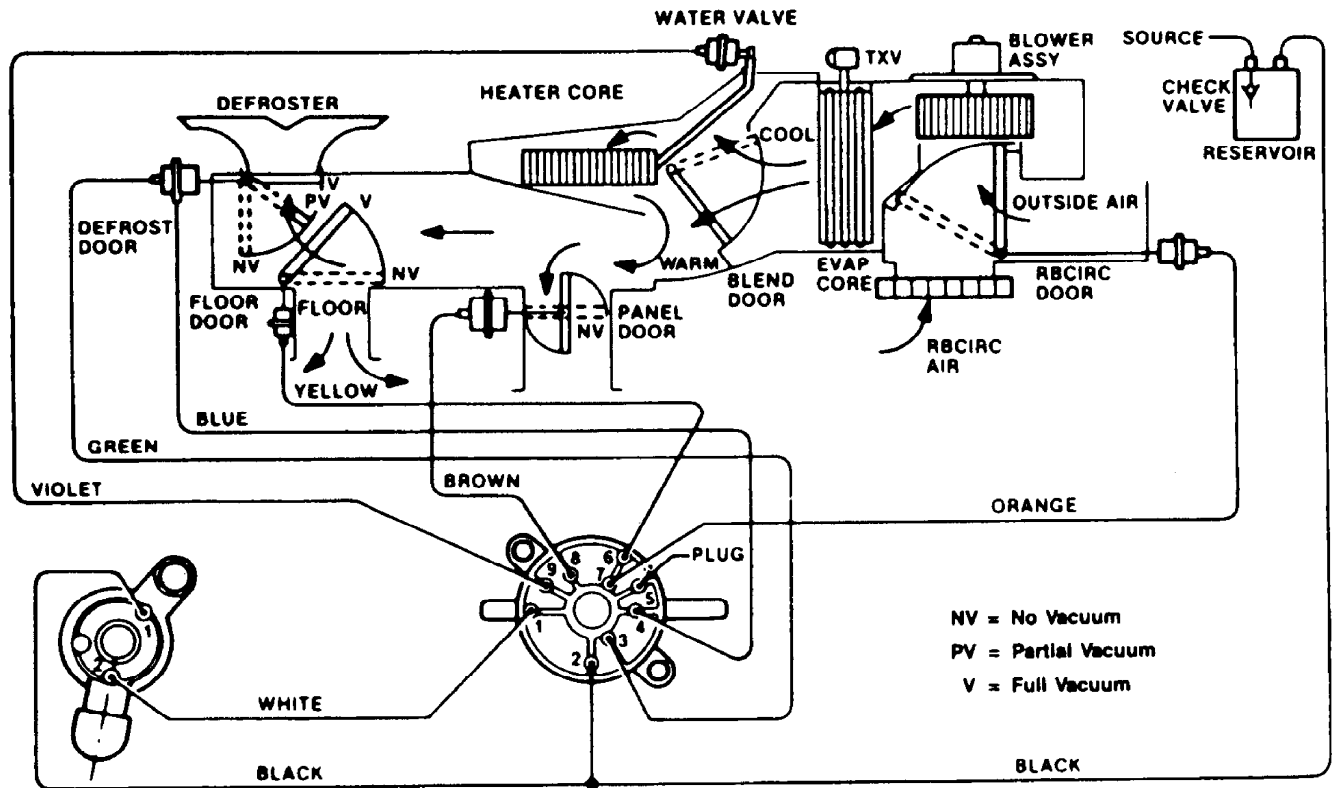 WATER VALVE
SOURCE
BLOWER
ASSY
TXV
CHECK
VALVE
RESERVOIR
HEATER CORE
DEFROSTER
COOL
V
PV
V
OUTSIDE AIR
DEFROST
DOOR
NV
NV
WARM
BLEND
DOOR
EVAP
CORE
RBCIRC
DOOR
FLOOR
DOOR
FLOOR
NV
PANEL
DOOR
RBCIRC
AIR
YELLOW
BLUE
GREEN
VIOLET
BROWN
ORANGE
PLUG
9
8
7
6
5
4
3
2
1
1
2
NV = No Vacuum
PV = Partial Vacuum
V = Full Vacuum
WHITE
BLACK
BLACK